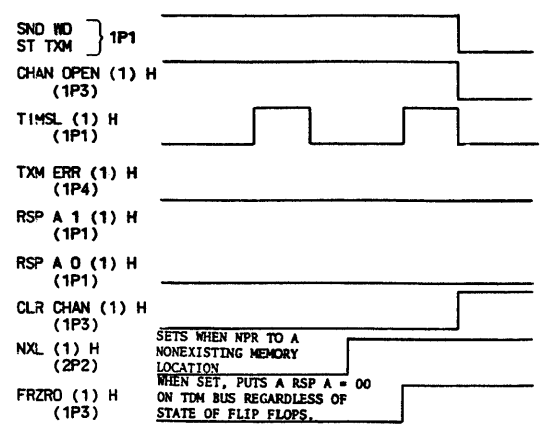 SND WD
ST TXM
1P1
CHAN OPEN (1) H
(1P3)
TIMSL (1) H
(1P1)
TXM ERR (1) H
(1P4)
RSP A 1 (1) H
(1P1)
RSP A 0 (1) H
(1P1)
CLR CHAN (1) H
(1P3)
NXL (1) H
(2P2)
SETS WHEN NPR TO A
NONEXISTING MEMORY
LOCATION
FRZRO (1) H
(1P3)
WHEN SET, PUTS A RSP A = 00
ON TDM BUS REGARDLESS OF
STATE OF FLIP FLOPS.